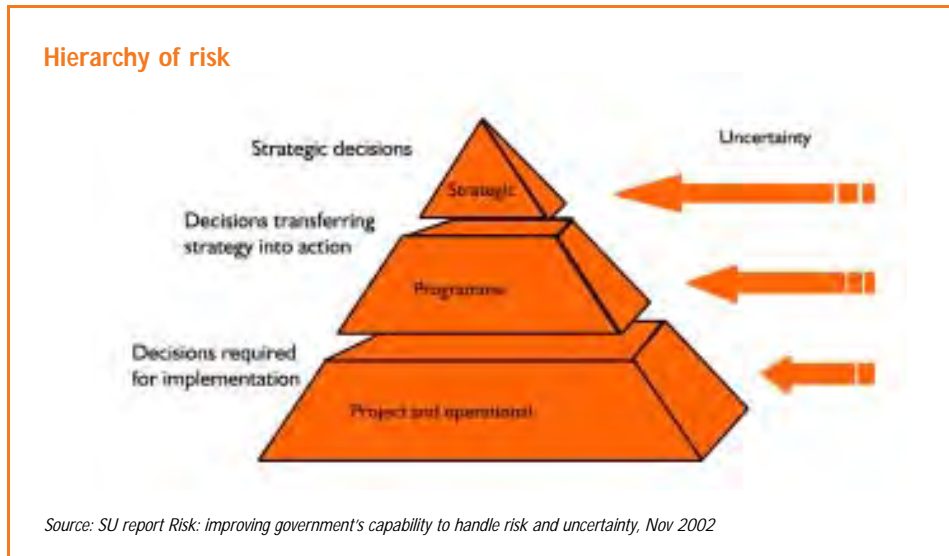 Hierarchy of risk
Strategic decisions
Uncertainty
Strategic
Decisions transferring
strategy into action
Programme
Decisions required
for implementation
Project and operational
Source: SU report Risk: improving government's capability to handle risk and uncertainty, Nov 2002